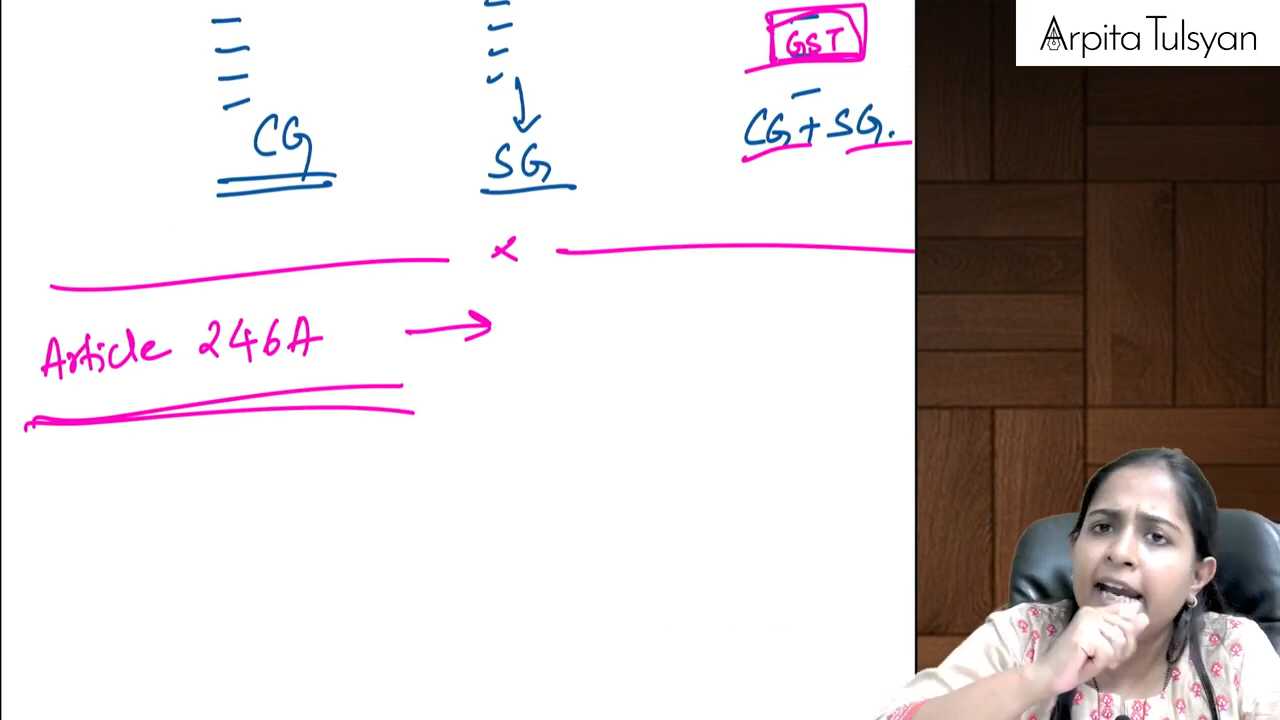 Arpita Tulsyan
GST
CG
SG
CG + SG.
Article 246A →